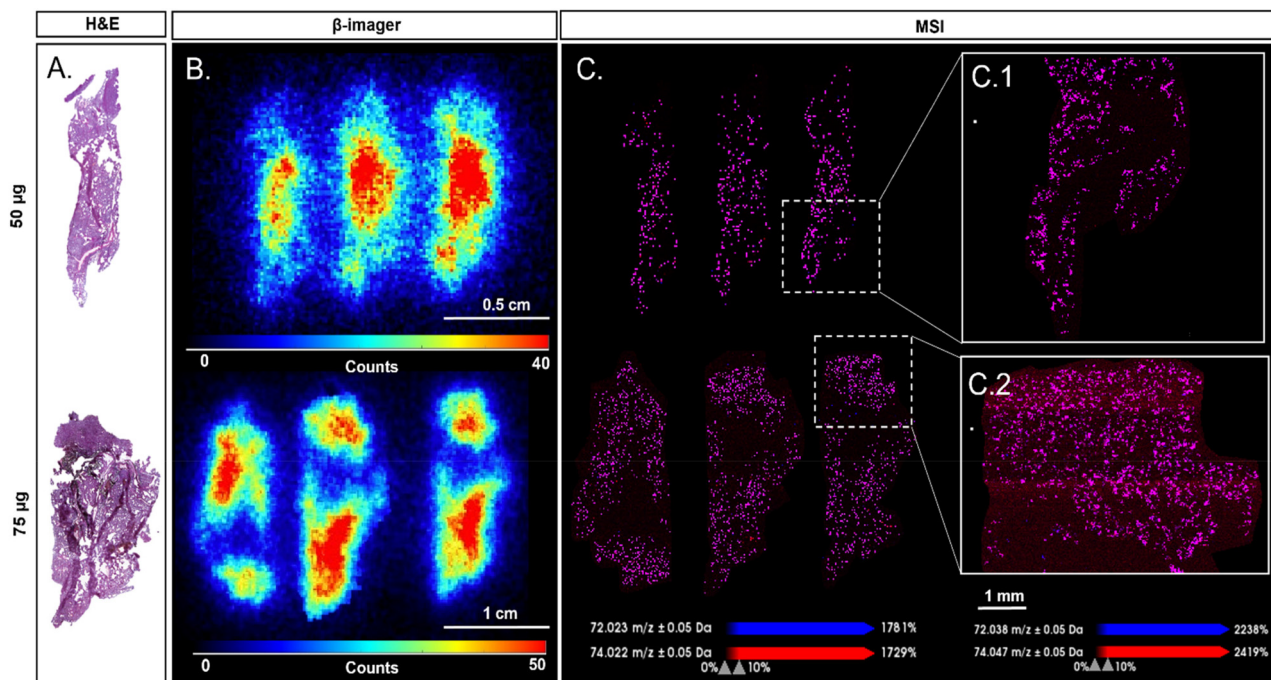 H&E
β-imager
MSI
50 µg
A.
B.
C.
C.1
0.5 cm
0
Counts
40
75 µg
C.2
1 cm
0
Counts
50
1 mm
72.023 m/z ± 0.05 Da
1781%
74.022 m/z ± 0.05 Da
1729%
0%
10%
72.038 m/z ± 0.05 Da
2238%
74.047 m/z ± 0.05 Da
2419%
0%
10%